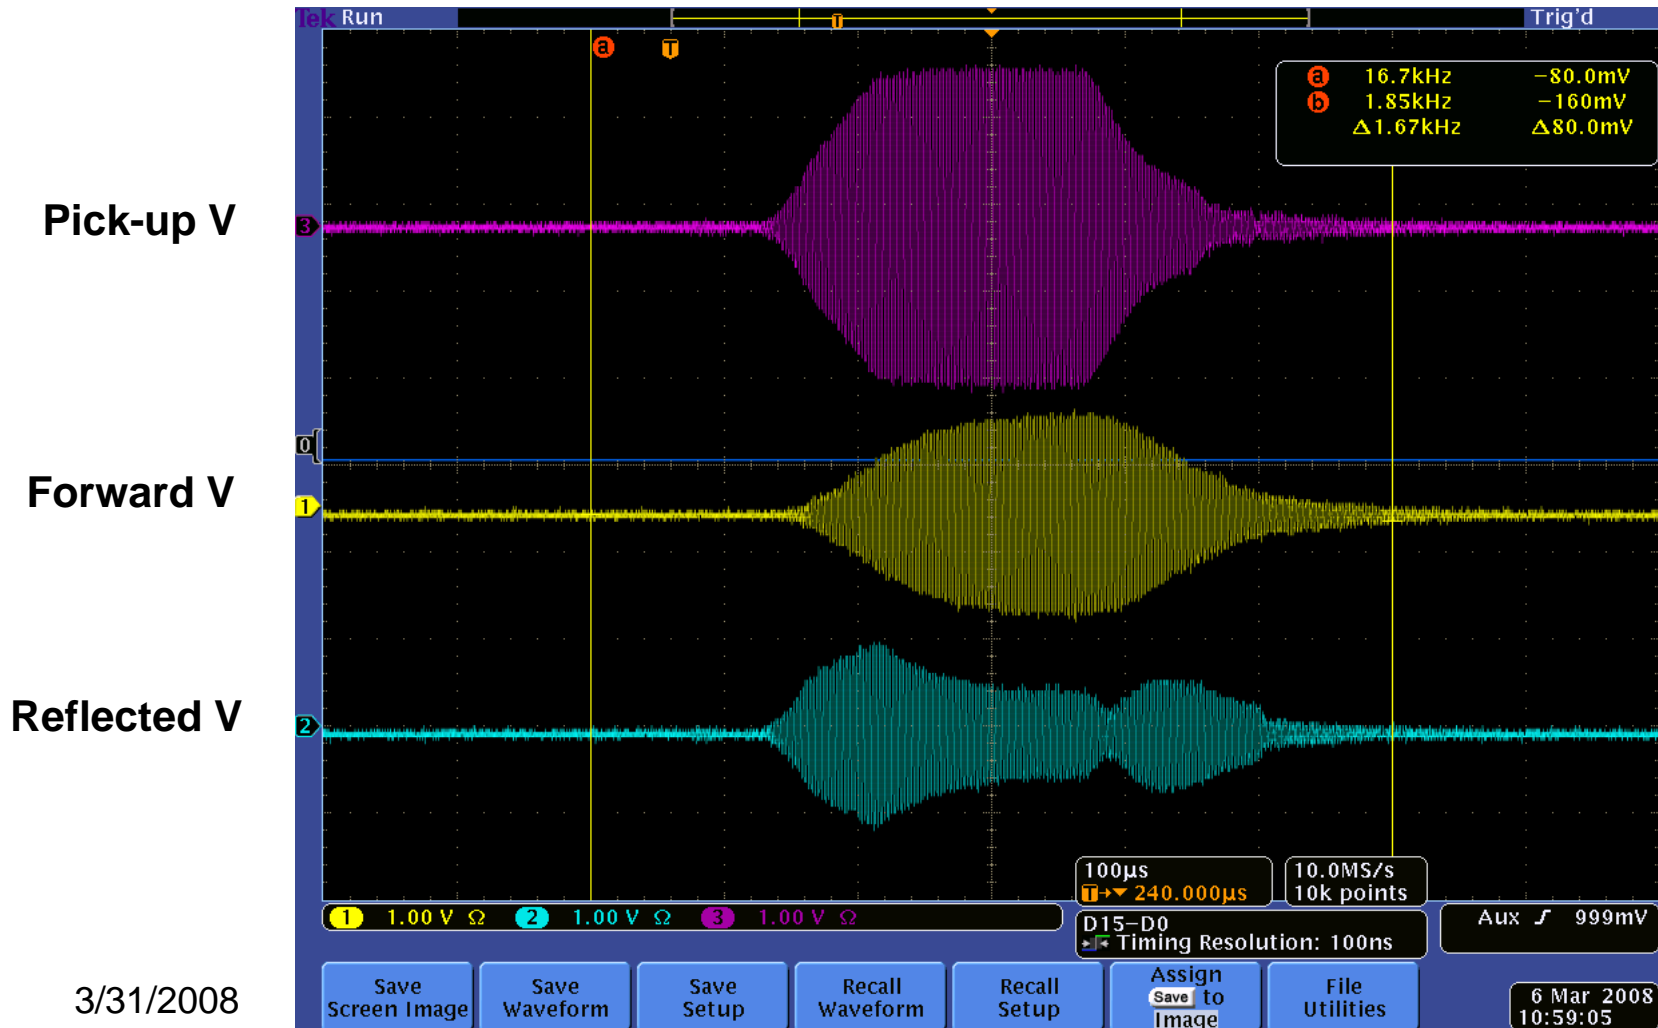 Tek Run Trig'd
a T
a 16.7kHz −80.0mV
b 1.85kHz −160mV
Δ1.67kHz Δ80.0mV
Pick-up V
3
0
Forward V
1
Reflected V
2
100µs
T→▼ 240.000µs
10.0MS/s
10k points
1 1.00 V Ω 2 1.00 V Ω 3 1.00 V Ω
D15−D0
Timing Resolution: 100ns
Aux ∫ 999mV
Save Screen Image
Save Waveform
Save Setup
Recall Waveform
Recall Setup
Assign Save to Image
File Utilities
3/31/2008
6 Mar 2008
10:59:05